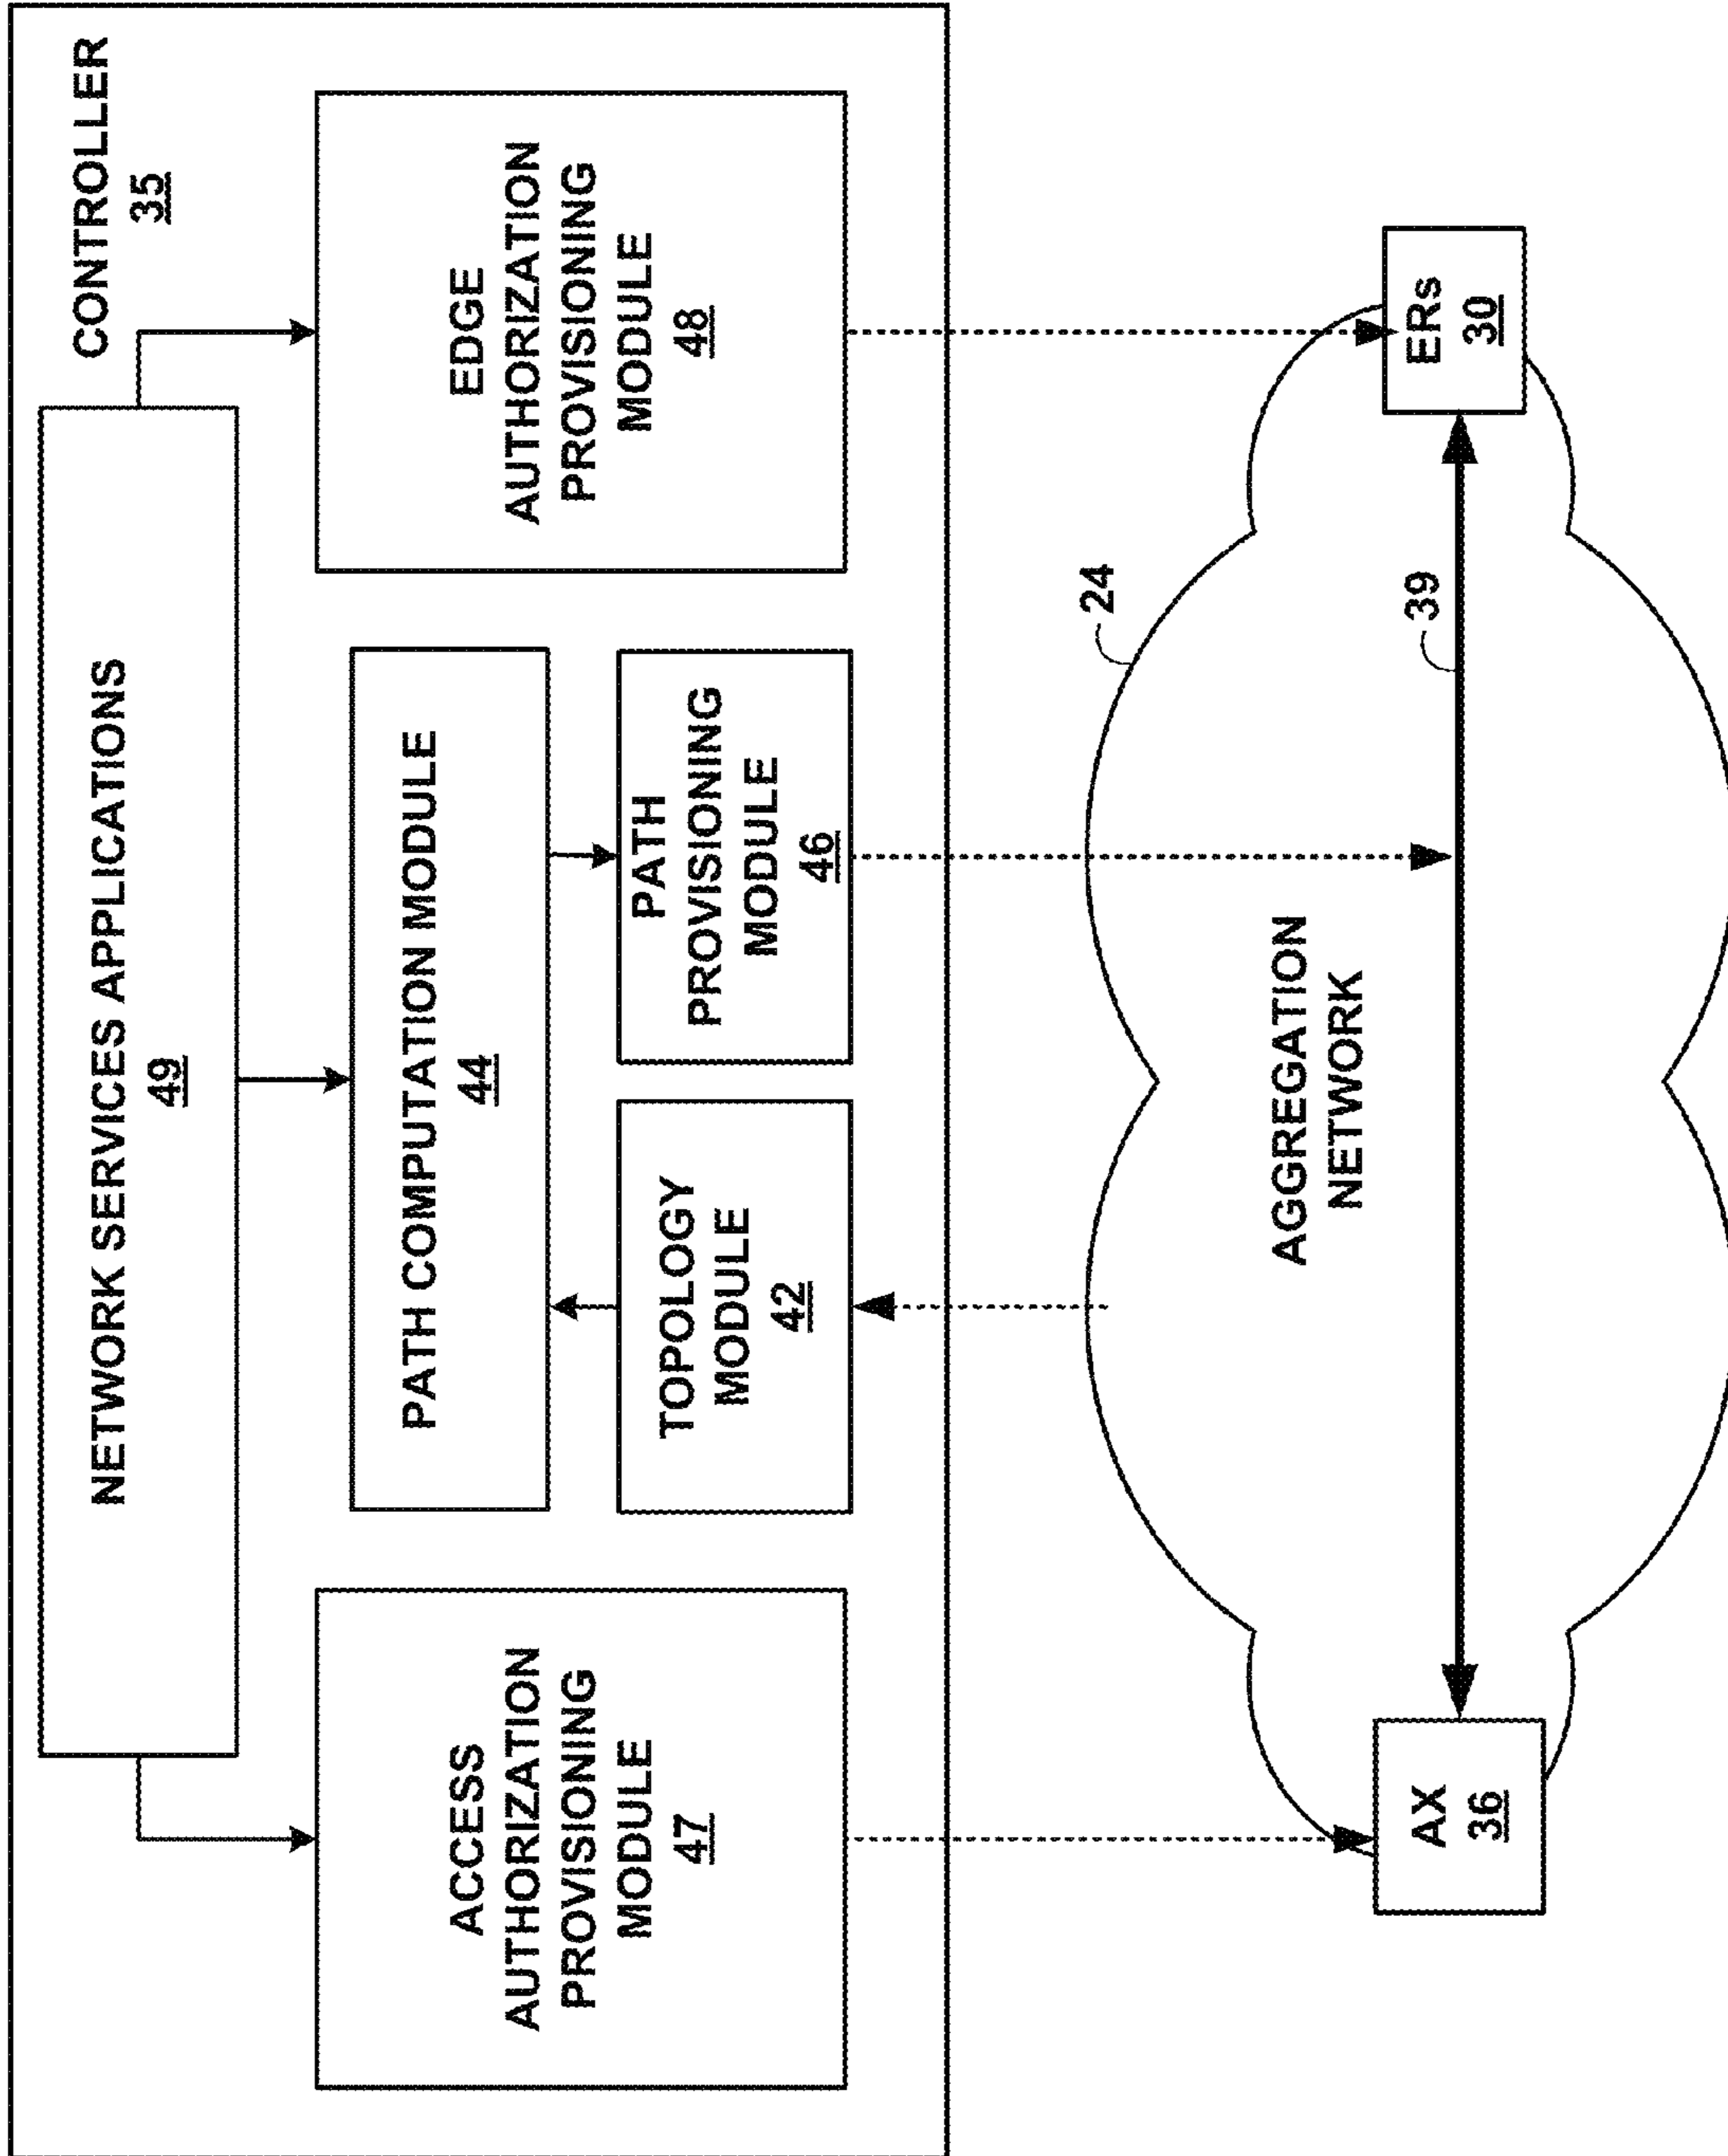 CONTROLLER
35
NETWORK SERVICES APPLICATIONS
49
ACCESS
AUTHORIZATION
PROVISIONING
MODULE
47
PATH COMPUTATION MODULE
44
TOPOLOGY
MODULE
42
PATH
PROVISIONING
MODULE
46
EDGE
AUTHORIZATION
PROVISIONING
MODULE
48
24
AGGREGATION
NETWORK
39
AX
36
ERs
30